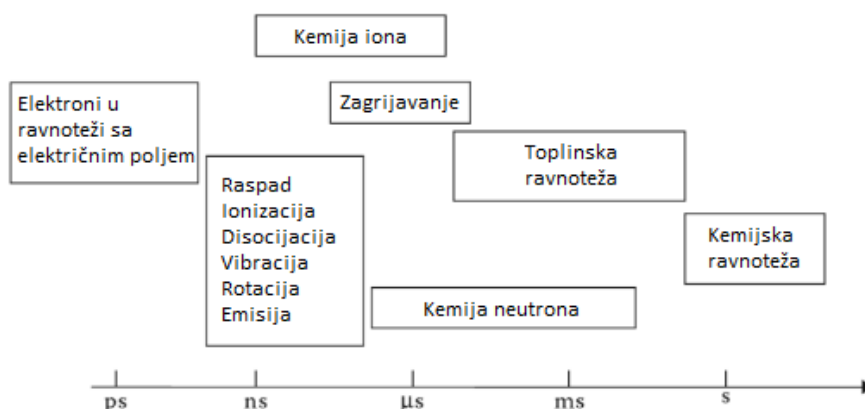 Kemija iona
Elektroni u
ravnoteži sa
električnim poljem
Zagrijavanje
Toplinska
ravnoteža
Raspad
Ionizacija
Disocijacija
Vibracija
Rotacija
Emisija
Kemijska
ravnoteža
Kemija neutrona
ps
ns
µs
ms
s